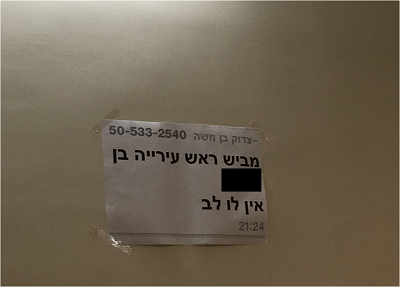 ~צדוק בן משה 50-533-2540
מביש ראש עירייה בן
אין לו לב
21:24